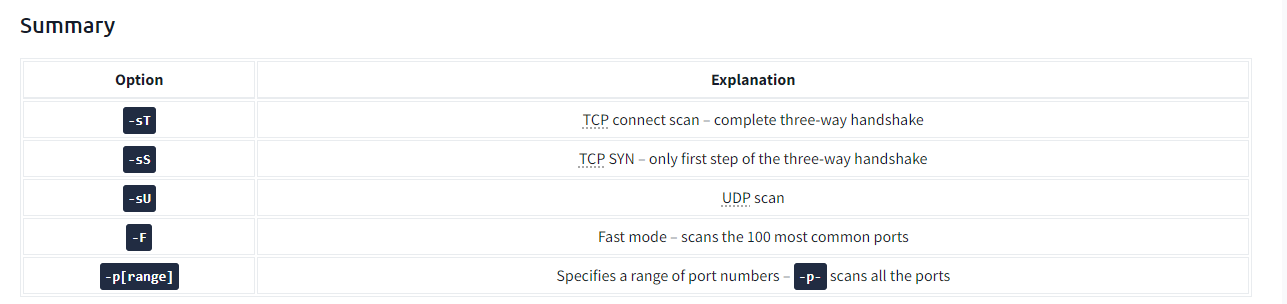 Summary
Option Explanation
-sT TCP connect scan – complete three-way handshake
-sS TCP SYN – only first step of the three-way handshake
-sU UDP scan
-F Fast mode – scans the 100 most common ports
-p[range] Specifies a range of port numbers – -p- scans all the ports